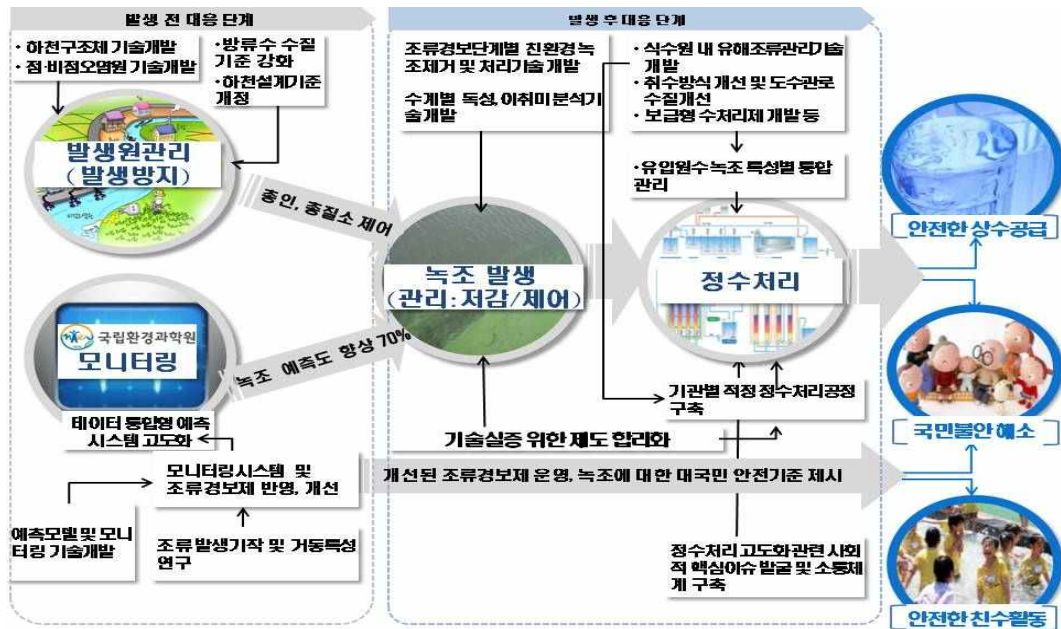 발생 전 대응 단계
발생 후 대응 단계
· 하천구조체 기술개발
· 점·비점오염원 기술개발
· 방류수 수질
기준 강화
· 하천설계기준
개정
발생원관리
(발생방지)
총인, 총질소 제어
국립환경과학원
모니터링
녹조 예측도 향상 70%
데이터 통합형 예측
시스템 고도화
모니터링시스템 및
조류경보제 반영, 개선
예측모델 및 모니
터링 기술개발
조류 발생기작 및 거동특성
연구
조류경보단계별 친환경 녹
조제거 및 처리기술 개발
수계별 독성, 이취미 분석기
술개발
녹조 발생
(관리:저감/제어)
기술실증 위한 제도 합리화
· 식수원 내 유해조류관리기술
개발
· 취수방식 개선 및 도수관로
수질개선
· 보급형 수처리제 개발 등
· 유입원수 녹조 특성별 통합
관리
정수처리
기관별 적정 정수처리공정
구축
개선된 조류경보제 운영, 녹조에 대한 대국민 안전기준 제시
정수처리 고도화 관련 사회
적 핵심이슈 발굴 및 소통체
계 구축
안전한 상수공급
국민불안 해소
안전한 친수활동